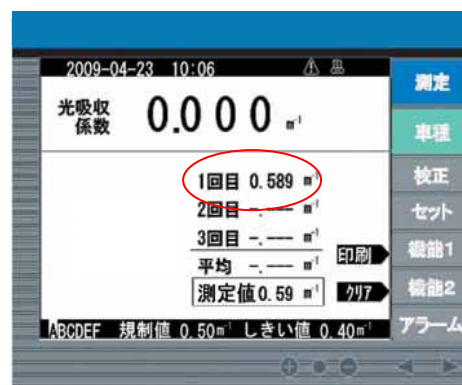 2009-04-23 10:06
測定
光吸収
係数 0.000 m⁻¹
車種
1回目 0.589 m⁻¹
校正
2回目 -.--- m⁻¹
セット
3回目 -.--- m⁻¹
印刷
機能1
平均 -.--- m⁻¹
測定値 0.59 m⁻¹
クリア
機能2
ABCDEF 規制値 0.50m⁻¹ しきい値 0.40m⁻¹
アラーム